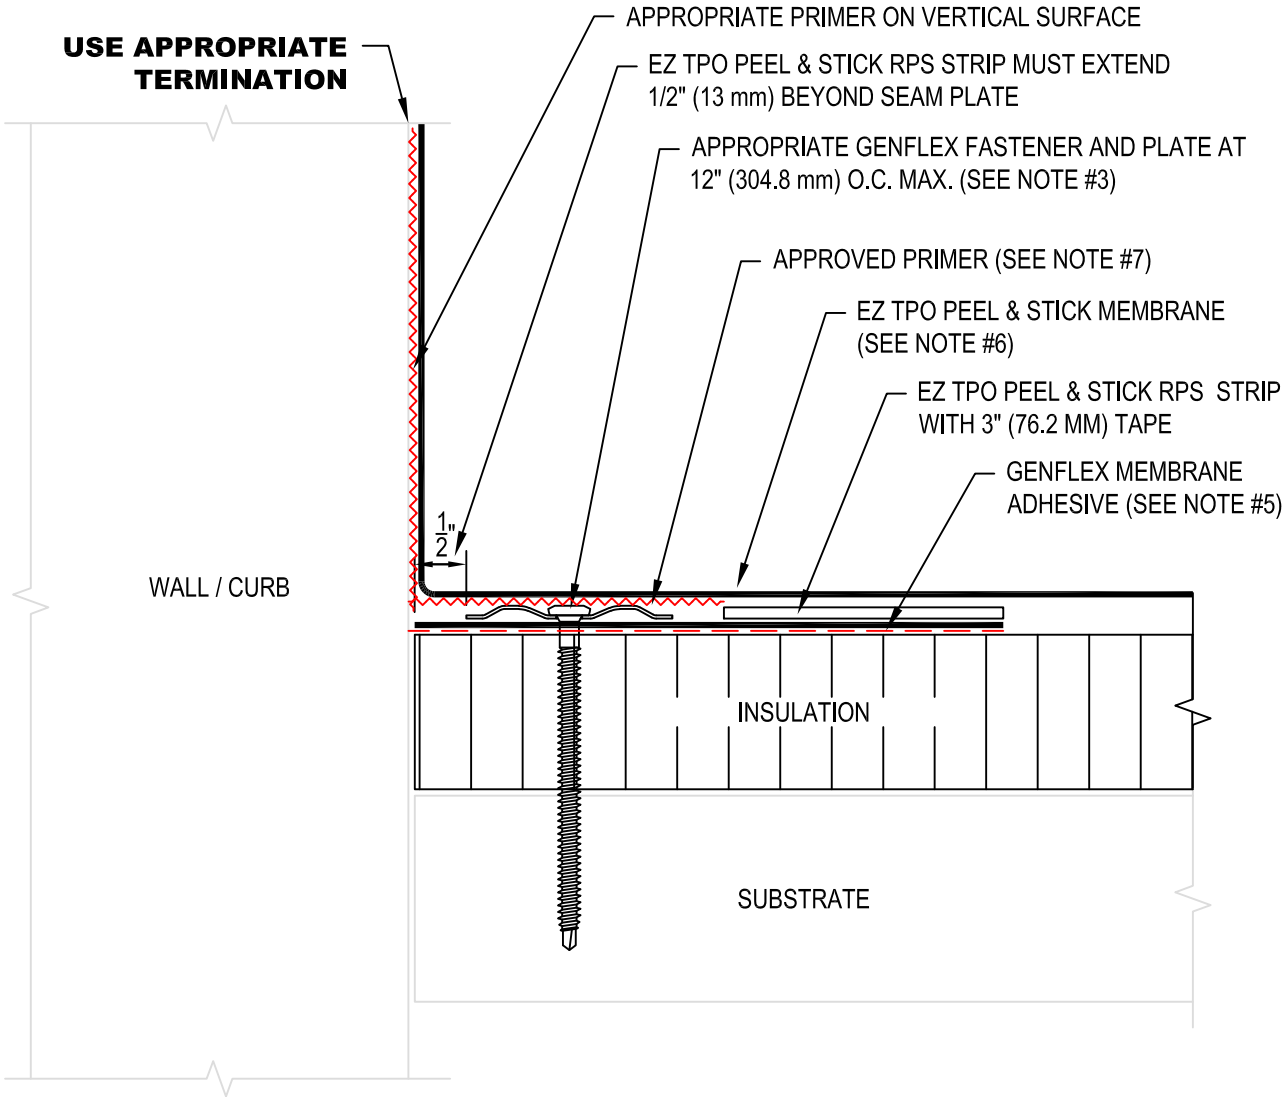 APPROPRIATE PRIMER ON VERTICAL SURFACE
USE APPROPRIATE
TERMINATION
EZ TPO PEEL & STICK RPS STRIP MUST EXTEND
1/2" (13 mm) BEYOND SEAM PLATE
APPROPRIATE GENFLEX FASTENER AND PLATE AT
12" (304.8 mm) O.C. MAX. (SEE NOTE #3)
APPROVED PRIMER (SEE NOTE #7)
EZ TPO PEEL & STICK MEMBRANE
(SEE NOTE #6)
EZ TPO PEEL & STICK RPS STRIP
WITH 3" (76.2 MM) TAPE
GENFLEX MEMBRANE
ADHESIVE (SEE NOTE #5)
1/2"
WALL / CURB
INSULATION
SUBSTRATE